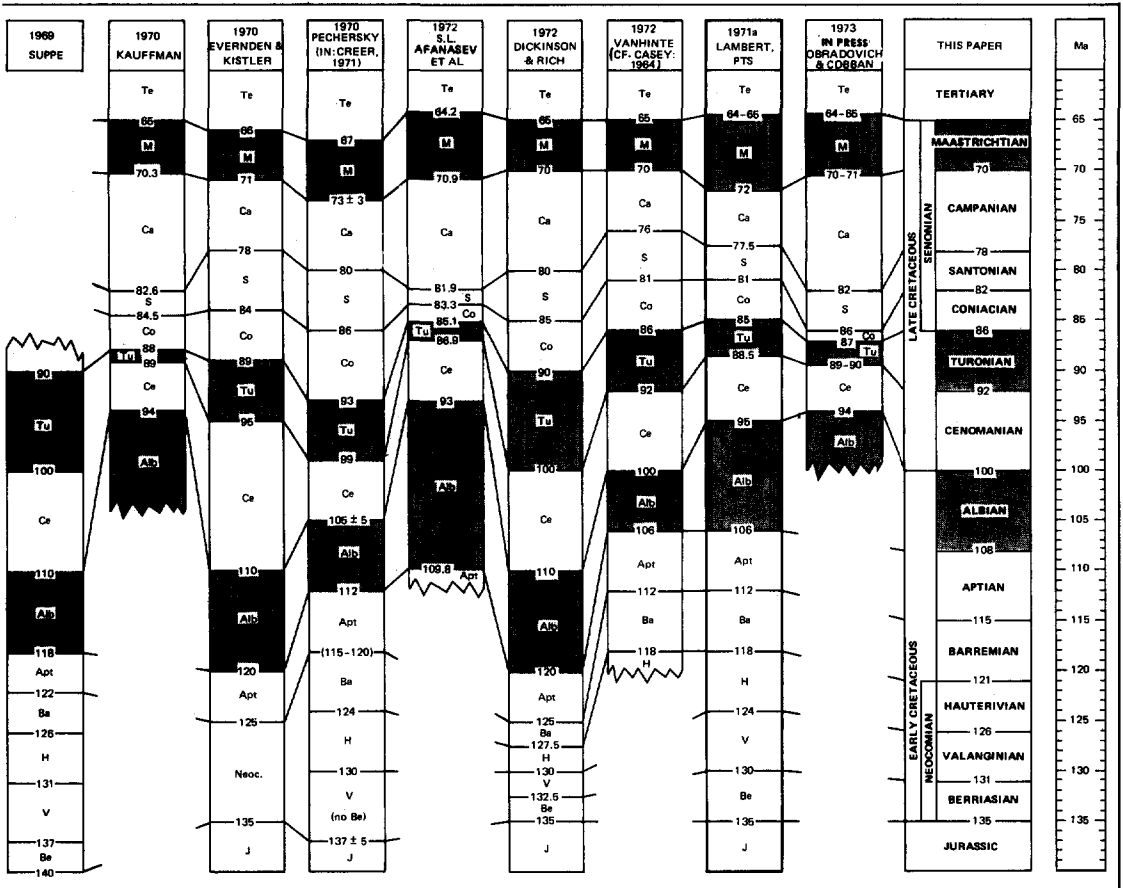 1969
SUPPE
90
Tu
100
Ce
110
Alb
118
Apt
122
Ba
126
H
131
V
137
Be
140
1970
KAUFFMAN
Te
65
M
70.3
Ca
82.6
S
84.5
Co
88
Tu
89
Ce
94
Alb
1970
EVERNDEN &
KISTLER
Te
66
M
71
Ca
78
S
84
Co
89
Tu
95
Ce
110
Alb
120
Apt
125
Neoc.
135
J
1970
PECHERSKY
(IN: CREER,
1971)
Te
67
M
73 ± 3
Ca
80
S
86
Co
93
Tu
99
Ce
105 ± 5
Alb
112
Apt
(115-120)
Ba
124
H
130
V
(no Be)
137 ± 5
J
1972
S.L.
AFANASEV
ET AL
Te
64.2
M
70.9
Ca
81.9
S
83.3
Co
85.1
Tu
86.9
Ce
93
Alb
109.8
Apt
1972
DICKINSON
& RICH
Te
65
M
70
Ca
80
S
85
Co
90
Tu
100
Ce
110
Alb
120
Apt
125
Ba
127.5
H
130
V
132.5
Be
135
J
1972
VANHINTE
(CF- CASEY:
1964)
Te
65
M
70
Ca
76
S
81
Co
86
Tu
92
Ce
100
Alb
106
Apt
112
Ba
118
H
1971a
LAMBERT,
PTS
Te
64-66
M
72
Ca
77.5
S
81
Co
85
Tu
88.5
Ce
95
Alb
106
Apt
112
Ba
118
H
124
V
130
Be
135
J
1973
IN PRESS
OBRADOVICH
& COBBAN
Te
64-65
M
70-71
Ca
82
S
86
Co
87
Tu
89-90
Ce
94
Alb
THIS PAPER
TERTIARY
LATE CRETACEOUS
SENONIAN
MAASTRICHTIAN
70
CAMPANIAN
78
SANTONIAN
82
CONIACIAN
86
TURONIAN
92
CENOMANIAN
100
ALBIAN
108
APTIAN
115
BARREMIAN
121
EARLY CRETACEOUS
NEOCOMIAN
HAUTERIVIAN
126
VALANGINIAN
131
BERRIASIAN
135
JURASSIC
Ma
65
70
75
80
85
90
95
100
105
110
115
120
125
130
135